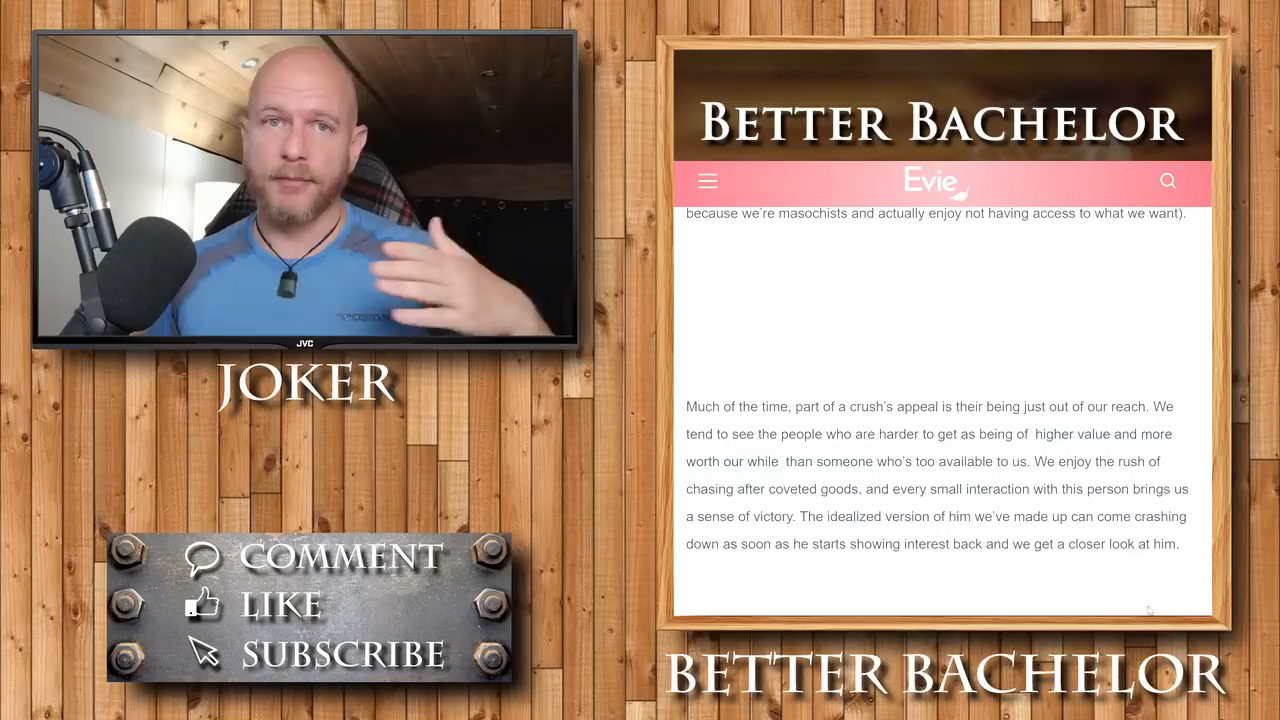 JVC
JOKER
COMMENT
LIKE
SUBSCRIBE
BETTER BACHELOR
Evie
because we're masochists and actually enjoy not having access to what we want).
Much of the time, part of a crush's appeal is their being just out of our reach. We
tend to see the people who are harder to get as being of higher value and more
worth our while than someone who's too available to us. We enjoy the rush of
chasing after coveted goods, and every small interaction with this person brings us
a sense of victory. The idealized version of him we've made up can come crashing
down as soon as he starts showing interest back and we get a closer look at him.
BETTER BACHELOR